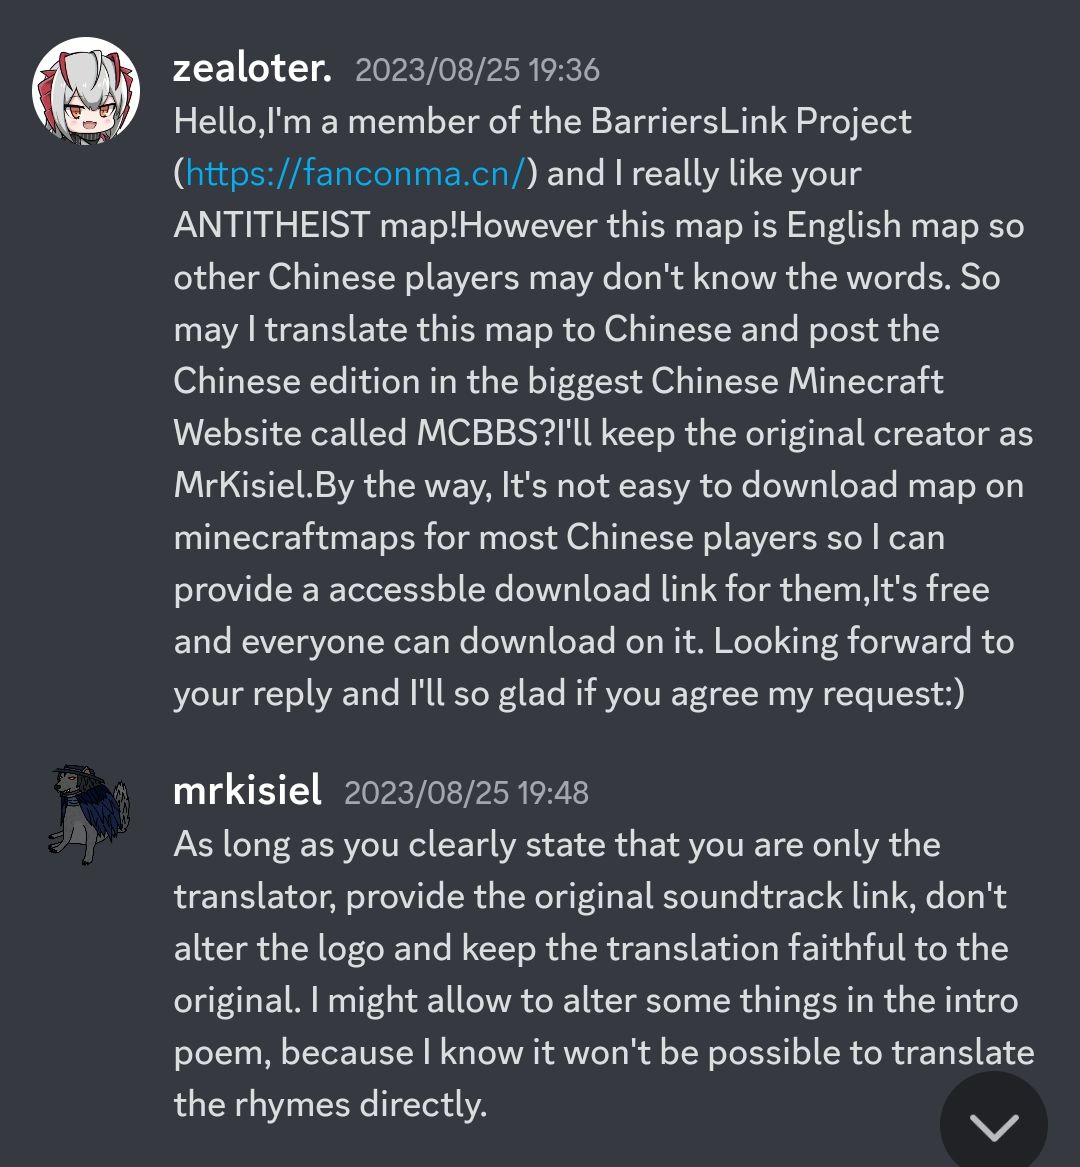 zealoter. 2023/08/25 19:36
Hello,I'm a member of the BarriersLink Project
(https://fanconma.cn/) and I really like your
ANTITHEIST map!However this map is English map so
other Chinese players may don't know the words. So
may I translate this map to Chinese and post the
Chinese edition in the biggest Chinese Minecraft
Website called MCBBS?I'll keep the original creator as
MrKisiel.By the way, It's not easy to download map on
minecraftmaps for most Chinese players so I can
provide a accessble download link for them,It's free
and everyone can download on it. Looking forward to
your reply and I'll so glad if you agree my request:)
mrkisiel 2023/08/25 19:48
As long as you clearly state that you are only the
translator, provide the original soundtrack link, don't
alter the logo and keep the translation faithful to the
original. I might allow to alter some things in the intro
poem, because I know it won't be possible to translate
the rhymes directly.